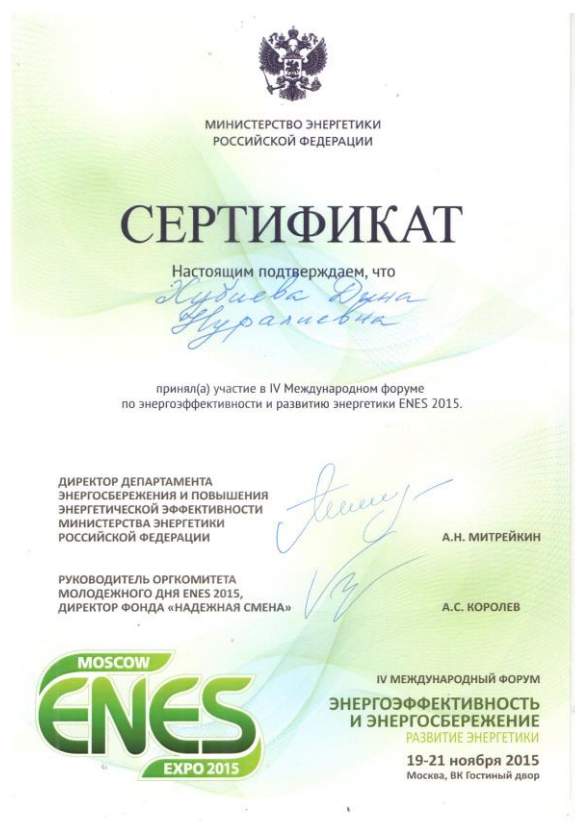 МИНИСТЕРСТВО ЭНЕРГЕТИКИ
РОССИЙСКОЙ ФЕДЕРАЦИИ
СЕРТИФИКАТ
Настоящим подтверждаем, что
Хубиева Дина
Нуралиевна
принял(а) участие в IV Международном форуме
по энергоэффективности и развитию энергетики ENES 2015.
ДИРЕКТОР ДЕПАРТАМЕНТА
ЭНЕРГОСБЕРЕЖЕНИЯ И ПОВЫШЕНИЯ
ЭНЕРГЕТИЧЕСКОЙ ЭФФЕКТИВНОСТИ
МИНИСТЕРСТВА ЭНЕРГЕТИКИ
РОССИЙСКОЙ ФЕДЕРАЦИИ
А.Н. МИТРЕЙКИН
РУКОВОДИТЕЛЬ ОРГКОМИТЕТА
МОЛОДЕЖНОГО ДНЯ ENES 2015,
ДИРЕКТОР ФОНДА «НАДЕЖНАЯ СМЕНА»
А.С. КОРОЛЕВ
MOSCOW
ENES
EXPO 2015
IV МЕЖДУНАРОДНЫЙ ФОРУМ
ЭНЕРГОЭФФЕКТИВНОСТЬ
И ЭНЕРГОСБЕРЕЖЕНИЕ
РАЗВИТИЕ ЭНЕРГЕТИКИ
19-21 ноября 2015
Москва, ВК Гостиный двор